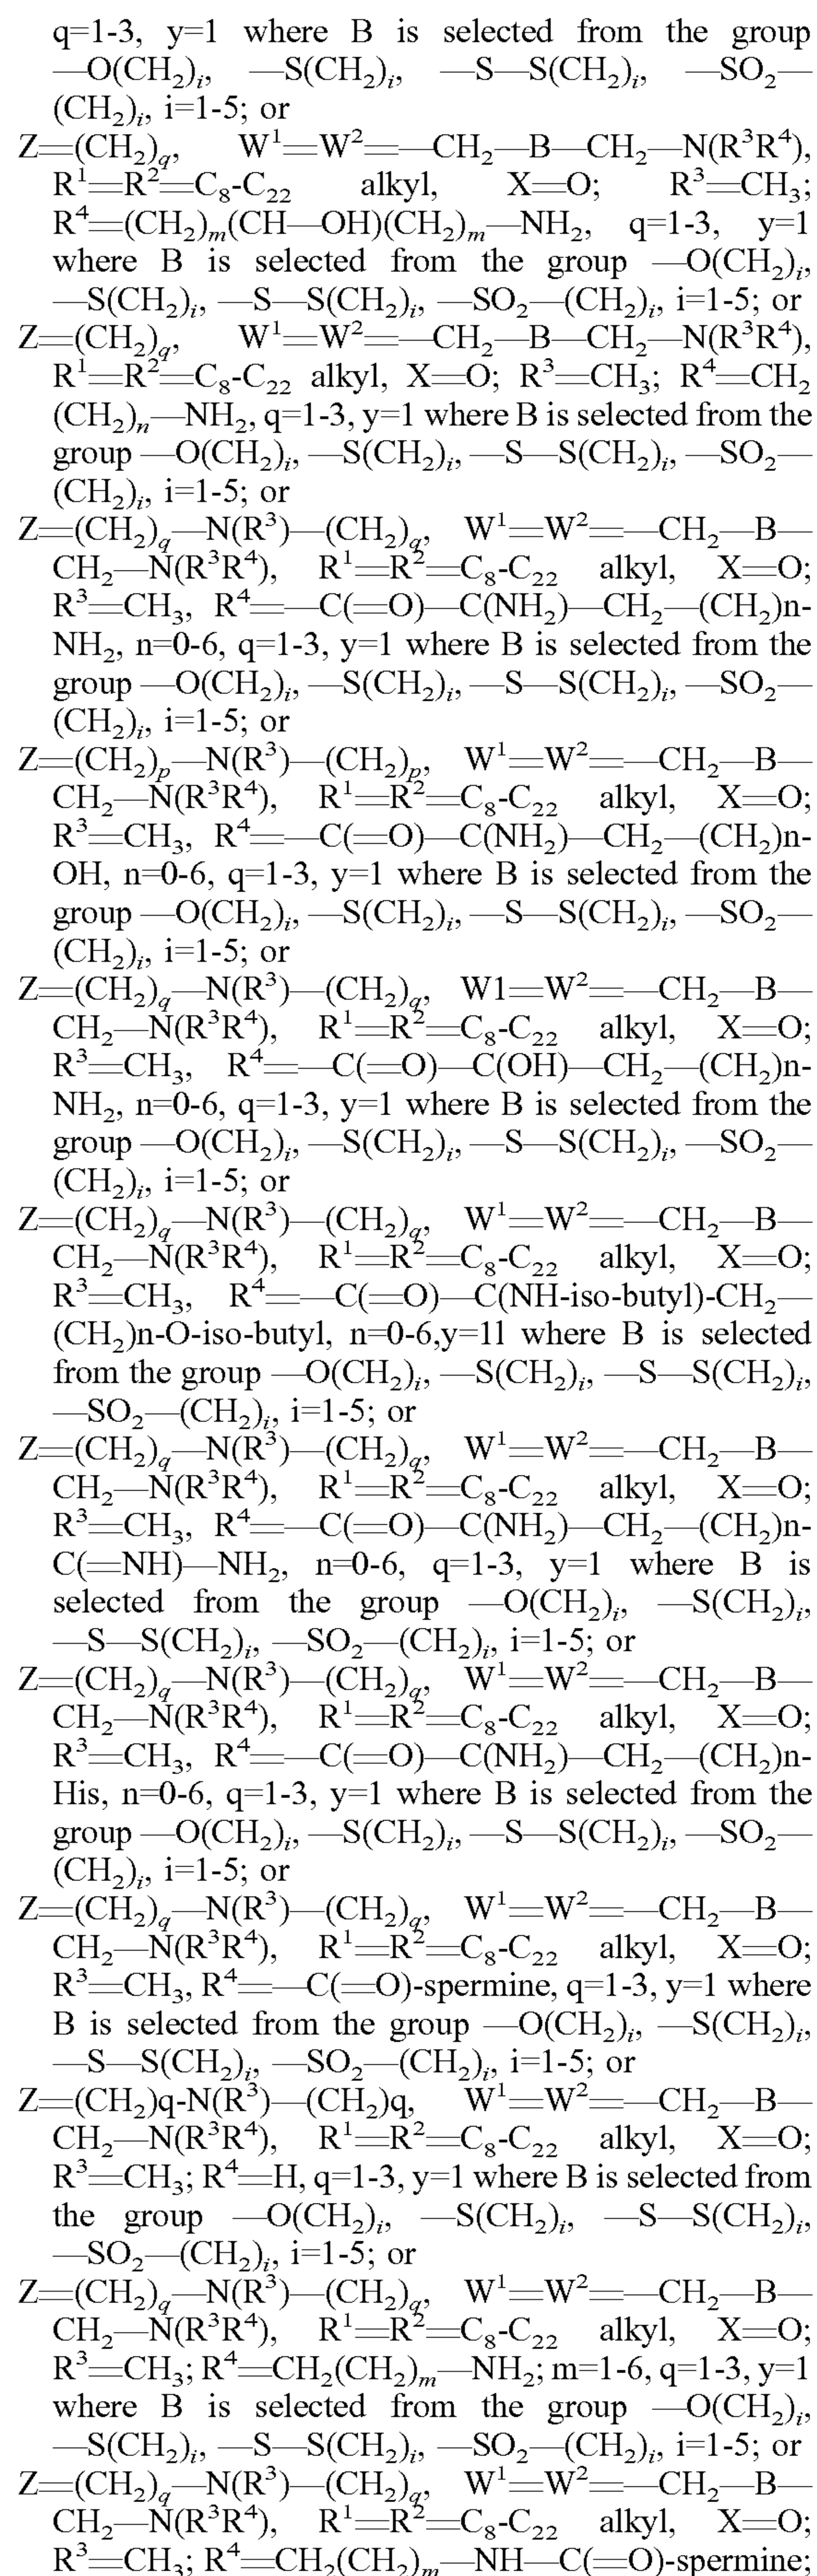 q=1-3, y=1 where B is selected from the group
—O(CH₂)ᵢ, —S(CH₂)ᵢ, —S—S(CH₂)ᵢ, —SO₂—
(CH₂)ᵢ, i=1-5; or
Z=(CH₂)_q, W¹=W²=—CH₂—B—CH₂—N(R³R⁴),
R¹=R²=C₈-C₂₂ alkyl, X=O; R³=CH₃;
R⁴=(CH₂)ₘ(CH—OH)(CH₂)ₘ—NH₂, q=1-3, y=1
where B is selected from the group —O(CH₂)ᵢ,
—S(CH₂)ᵢ, —S—S(CH₂)ᵢ, —SO₂—(CH₂)ᵢ, i=1-5; or
Z=(CH₂)_q, W¹=W²=—CH₂—B—CH₂—N(R³R⁴),
R¹=R²=C₈-C₂₂ alkyl, X=O; R³=CH₃; R⁴=CH₂
(CH₂)ₙ—NH₂, q=1-3, y=1 where B is selected from the
group —O(CH₂)ᵢ, —S(CH₂)ᵢ, —S—S(CH₂)ᵢ, —SO₂—
(CH₂)ᵢ, i=1-5; or
Z=(CH₂)_q—N(R³)—(CH₂)_q, W¹=W²=—CH₂—B—
CH₂—N(R³R⁴), R¹=R²=C₈-C₂₂ alkyl, X=O;
R³=CH₃, R⁴=—C(=O)—C(NH₂)—CH₂—(CH₂)n-
NH₂, n=0-6, q=1-3, y=1 where B is selected from the
group —O(CH₂)ᵢ, —S(CH₂)ᵢ, —S—S(CH₂)ᵢ, —SO₂—
(CH₂)ᵢ, i=1-5; or
Z=(CH₂)ₚ—N(R³)—(CH₂)ₚ, W¹=W²=—CH₂—B—
CH₂—N(R³R⁴), R¹=R²=C₈-C₂₂ alkyl, X=O;
R³=CH₃, R⁴=—C(=O)—C(NH₂)—CH₂—(CH₂)n-
OH, n=0-6, q=1-3, y=1 where B is selected from the
group —O(CH₂)ᵢ, —S(CH₂)ᵢ, —S—S(CH₂)ᵢ, —SO₂—
(CH₂)ᵢ, i=1-5; or
Z=(CH₂)_q—N(R³)—(CH₂)_q, W1=W²=—CH₂—B—
CH₂—N(R³R⁴), R¹=R²=C₈-C₂₂ alkyl, X=O;
R³=CH₃, R⁴=—C(=O)—C(OH)—CH₂—(CH₂)n-
NH₂, n=0-6, q=1-3, y=1 where B is selected from the
group —O(CH₂)ᵢ, —S(CH₂)ᵢ, —S—S(CH₂)ᵢ, —SO₂—
(CH₂)ᵢ, i=1-5; or
Z=(CH₂)_q—N(R³)—(CH₂)_q, W¹=W²=—CH₂—B—
CH₂—N(R³R⁴), R¹=R²=C₈-C₂₂ alkyl, X=O;
R³=CH₃, R⁴=—C(=O)—C(NH-iso-butyl)-CH₂—
(CH₂)n-O-iso-butyl, n=0-6,y=11 where B is selected
from the group —O(CH₂)ᵢ, —S(CH₂)ᵢ, —S—S(CH₂)ᵢ,
—SO₂—(CH₂)ᵢ, i=1-5; or
Z=(CH₂)_q—N(R³)—(CH₂)_q, W¹=W²=—CH₂—B—
CH₂—N(R³R⁴), R¹=R²=C₈-C₂₂ alkyl, X=O;
R³=CH₃, R⁴=—C(=O)—C(NH₂)—CH₂—(CH₂)n-
C(=NH)—NH₂, n=0-6, q=1-3, y=1 where B is
selected from the group —O(CH₂)ᵢ, —S(CH₂)ᵢ,
—S—S(CH₂)ᵢ, —SO₂—(CH₂)ᵢ, i=1-5; or
Z=(CH₂)_q—N(R³)—(CH₂)_q, W¹=W²=—CH₂—B—
CH₂—N(R³R⁴), R¹=R²=C₈-C₂₂ alkyl, X=O;
R³=CH₃, R⁴=—C(=O)—C(NH₂)—CH₂—(CH₂)n-
His, n=0-6, q=1-3, y=1 where B is selected from the
group —O(CH₂)ᵢ, —S(CH₂)ᵢ, —S—S(CH₂)ᵢ, —SO₂—
(CH₂)ᵢ, i=1-5; or
Z=(CH₂)_q—N(R³)—(CH₂)_q, W¹=W²=—CH₂—B—
CH₂—N(R³R⁴), R¹=R²=C₈-C₂₂ alkyl, X=O;
R³=CH₃, R⁴=—C(=O)-spermine, q=1-3, y=1 where
B is selected from the group —O(CH₂)ᵢ, —S(CH₂)ᵢ,
—S—S(CH₂)ᵢ, —SO₂—(CH₂)ᵢ, i=1-5; or
Z=(CH₂)q-N(R³)—(CH₂)q, W¹=W²=—CH₂—B—
CH₂—N(R³R⁴), R¹=R²=C₈-C₂₂ alkyl, X=O;
R³=CH₃; R⁴=H, q=1-3, y=1 where B is selected from
the group —O(CH₂)ᵢ, —S(CH₂)ᵢ, —S—S(CH₂)ᵢ,
—SO₂—(CH₂)ᵢ, i=1-5; or
Z=(CH₂)_q—N(R³)—(CH₂)_q, W¹=W²=—CH₂—B—
CH₂—N(R³R⁴), R¹=R²=C₈-C₂₂ alkyl, X=O;
R³=CH₃; R⁴=CH₂(CH₂)ₘ—NH₂; m=1-6, q=1-3, y=1
where B is selected from the group —O(CH₂)ᵢ,
—S(CH₂)ᵢ, —S—S(CH₂)ᵢ, —SO₂—(CH₂)ᵢ, i=1-5; or
Z=(CH₂)_q—N(R³)—(CH₂)_q, W¹=W²=—CH₂—B—
CH₂—N(R³R⁴), R¹=R²=C₈-C₂₂ alkyl, X=O;
R³=CH₃; R⁴=CH₂(CH₂)ₘ—NH—C(=O)-spermine;